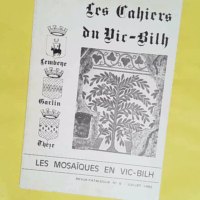 Les Cahiers
du Vic-Bilh
Lembeye
Garlin
Thèze
LES MOSAÏQUES EN VIC-BILH